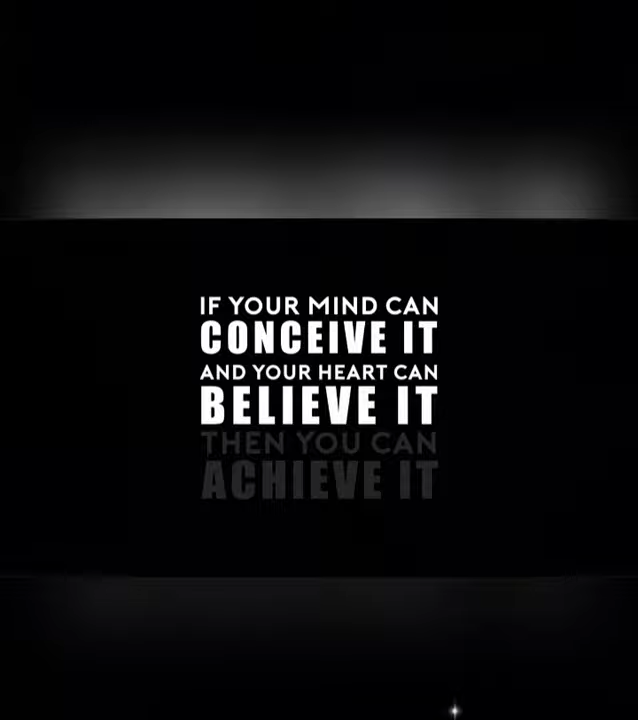 IF YOUR MIND CAN
CONCEIVE IT
AND YOUR HEART CAN
BELIEVE IT
THEN YOU CAN
ACHIEVE IT